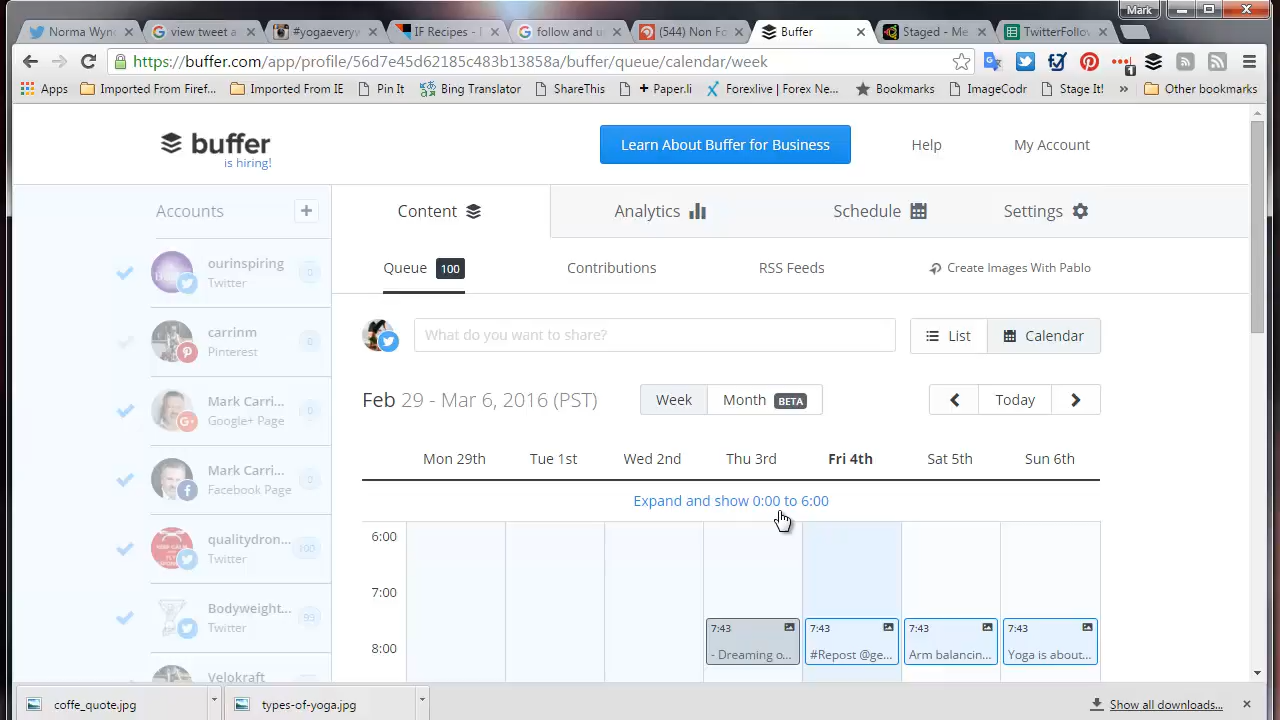 Mark
Norma Wyn
view tweet a
#yogaeveryw
IF Recipes -
follow and u
(544) Non Fo
Buffer
Staged - Me
TwitterFollov
https://buffer.com/app/profile/56d7e45d62185c483b13858a/buffer/queue/calendar/week
1
Apps
Imported From Firef...
Imported From IE
Pin It
Bing Translator
ShareThis
+ Paper.li
Forexlive | Forex Ne...
Bookmarks
ImageCodr
Stage It!
»
Other bookmarks
buffer
is hiring!
Learn About Buffer for Business
Help
My Account
Accounts
+
Content
Analytics
Schedule
Settings
Queue 100
Contributions
RSS Feeds
Create Images With Pablo
ourinspiring
Twitter
0
carrinm
Pinterest
0
Mark Carri...
Google+ Page
0
Mark Carri...
Facebook Page
0
qualitydron...
Twitter
100
Bodyweight...
Twitter
93
Velokraft
What do you want to share?
List
Calendar
Feb 29 - Mar 6, 2016 (PST)
Week
Month BETA
Today
Mon 29th
Tue 1st
Wed 2nd
Thu 3rd
Fri 4th
Sat 5th
Sun 6th
Expand and show 0:00 to 6:00
6:00
7:00
8:00
7:43
- Dreaming o...
7:43
#Repost @ge...
7:43
Arm balancin...
7:43
Yoga is about...
coffe_quote.jpg
types-of-yoga.jpg
Show all downloads...